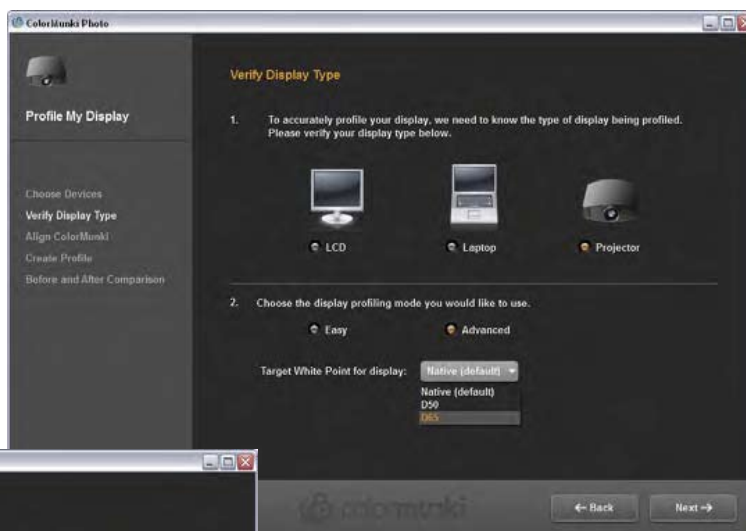 ColorMunki Photo
Profile My Display
Choose Devices
Verify Display Type
Align ColorMunki
Create Profile
Before and After Comparison
Verify Display Type
1. To accurately profile your display, we need to know the type of display being profiled.
Please verify your display type below.
LCD Laptop Projector
2. Choose the display profiling mode you would like to use.
Easy Advanced
Target White Point for display: Native (default)
Native (default)
D50
D65
colormunki
← Back Next →